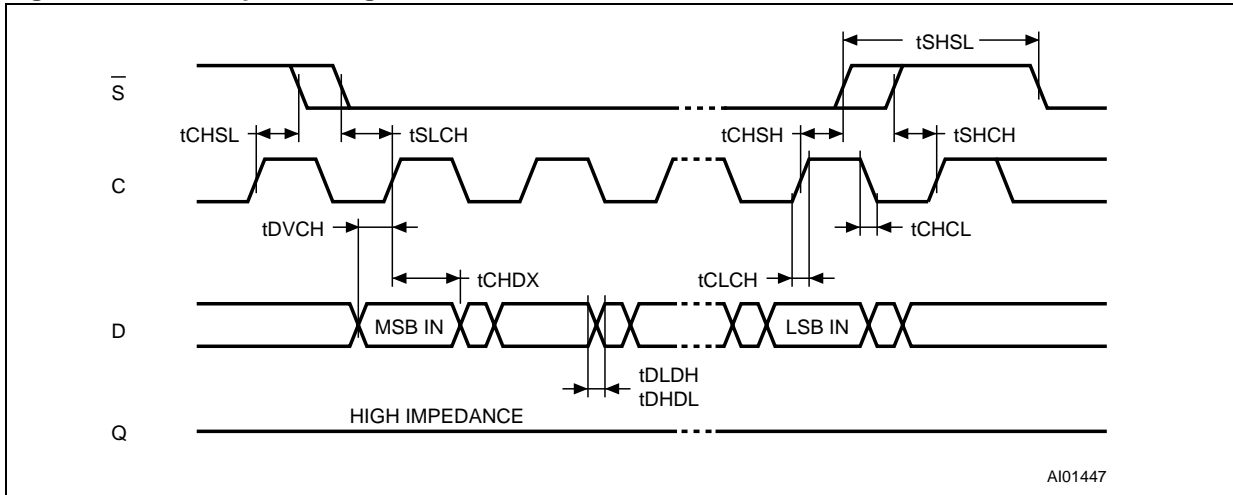 tSHSL
S̅
tCHSL
tSLCH
tCHSH
tSHCH
C
tDVCH
tCHCL
tCHDX
tCLCH
D
MSB IN
LSB IN
tDLDH
tDHDL
HIGH IMPEDANCE
Q
AI01447